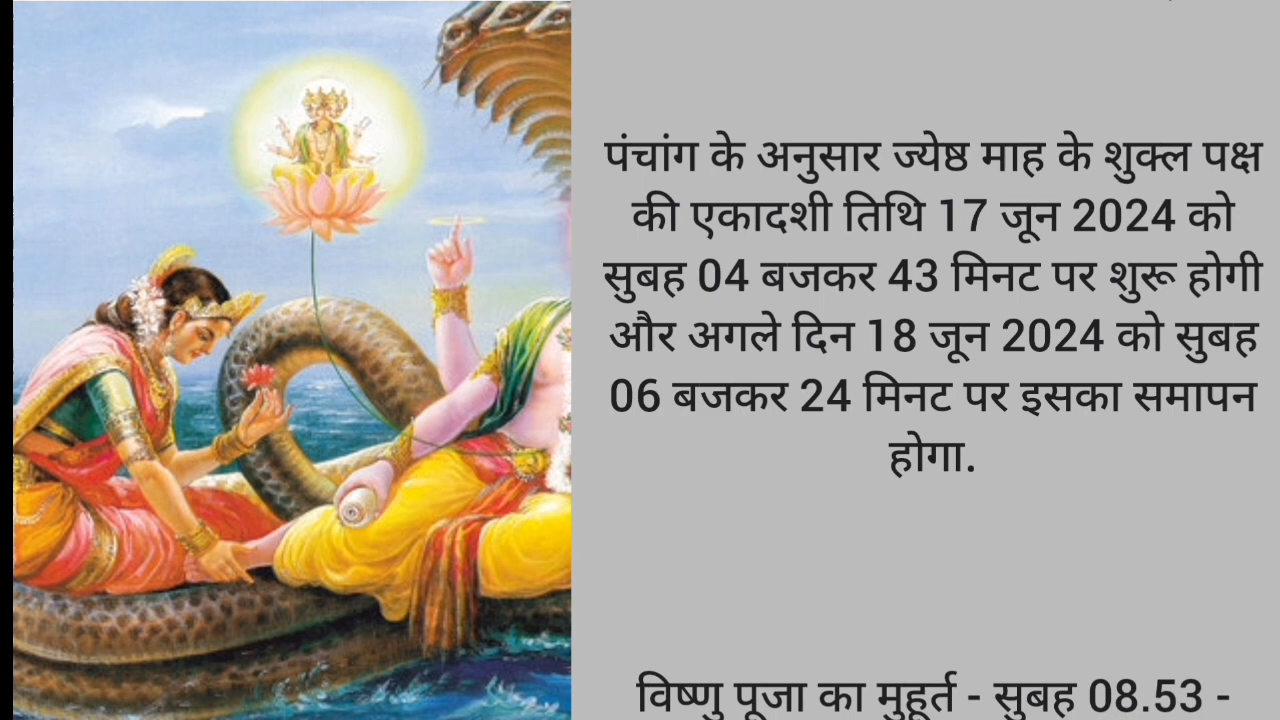 पंचांग के अनुसार ज्येष्ठ माह के शुक्ल पक्ष
की एकादशी तिथि 17 जून 2024 को
सुबह 04 बजकर 43 मिनट पर शुरू होगी
और अगले दिन 18 जून 2024 को सुबह
06 बजकर 24 मिनट पर इसका समापन
होगा.
विष्णु पूजा का मुहूर्त - सुबह 08.53 -